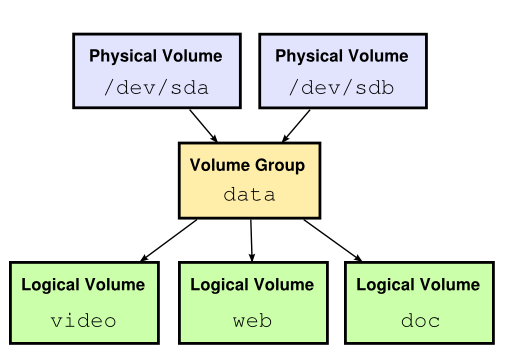 Physical Volume
/dev/sda
Physical Volume
/dev/sdb
Volume Group
data
Logical Volume
video
Logical Volume
web
Logical Volume
doc